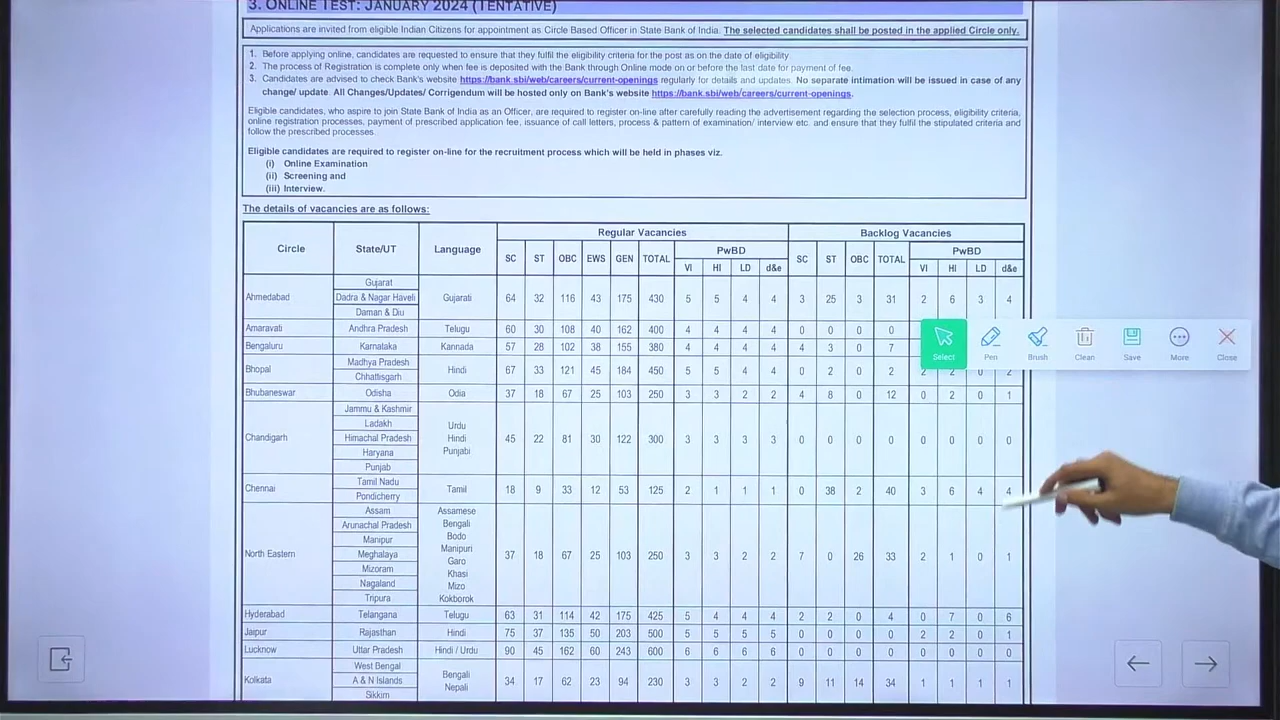 3. ONLINE TEST: JANUARY 2024 (TENTATIVE)
Applications are invited from eligible Indian Citizens for appointment as Circle Based Officer in State Bank of India. The selected candidates shall be posted in the applied Circle only.
1. Before applying online, candidates are requested to ensure that they fulfil the eligibility criteria for the post as on the date of eligibility.
2. The process of Registration is complete only when fee is deposited with the Bank through Online mode on or before the last date for payment of fee.
3. Candidates are advised to check Bank's website https://bank.sbi/web/careers/current-openings regularly for details and updates. No separate intimation will be issued in case of any
change/ update. All Changes/Updates/ Corrigendum will be hosted only on Bank's website https://bank.sbi/web/careers/current-openings.
Eligible candidates, who aspire to join State Bank of India as an Officer, are required to register on-line after carefully reading the advertisement regarding the selection process, eligibility criteria,
online registration processes, payment of prescribed application fee, issuance of call letters, process & pattern of examination/ interview etc. and ensure that they fulfil the stipulated criteria and
follow the prescribed processes.
Eligible candidates are required to register on-line for the recruitment process which will be held in phases viz.
(i) Online Examination
(ii) Screening and
(iii) Interview.
The details of vacancies are as follows:
Circle State/UT Language Regular Vacancies Backlog Vacancies
SC ST OBC EWS GEN TOTAL PwBD SC ST OBC TOTAL PwBD
VI HI LD d&e VI HI LD d&e
Gujarat
Ahmedabad Dadra & Nagar Haveli Gujarati 64 32 116 43 175 430 5 5 4 4 3 25 3 31 2 6 3 4
Daman & Diu
Amaravati Andhra Pradesh Telugu 60 30 108 40 162 400 4 4 4 4 0 0 0 0
Bengaluru Karnataka Kannada 57 28 102 38 155 380 4 4 4 4 4 3 0 7
Madhya Pradesh
Bhopal Hindi 67 33 121 45 184 450 5 5 4 4 0 2 0 2 2 2 0 2
Chhattisgarh
Bhubaneswar Odisha Odia 37 18 67 25 103 250 3 3 2 2 4 8 0 12 0 2 0 1
Jammu & Kashmir
Ladakh Urdu
Chandigarh Himachal Pradesh Hindi 45 22 81 30 122 300 3 3 3 3 0 0 0 0 0 0 0 0
Haryana Punjabi
Punjab
Tamil Nadu
Chennai Tamil 18 9 33 12 53 125 2 1 1 1 0 38 2 40 3 6 4 4
Pondicherry
Assam Assamese
Arunachal Pradesh Bengali
Manipur Bodo
Manipuri
North Eastern Meghalaya Garo 37 18 67 25 103 250 3 3 2 2 7 0 26 33 2 1 0 1
Mizoram Khasi
Nagaland Mizo
Tripura Kokborok
Hyderabad Telangana Telugu 63 31 114 42 175 425 5 4 4 4 2 2 0 4 0 7 0 6
Jaipur Rajasthan Hindi 75 37 135 50 203 500 5 5 5 5 0 0 0 0 2 2 0 1
Lucknow Uttar Pradesh Hindi / Urdu 90 45 162 60 243 600 6 6 6 6 0 0 0 0 0 0 0 0
West Bengal
Kolkata A & N Islands Bengali Nepali 34 17 62 23 94 230 3 3 2 2 9 11 14 34 1 1 1 1
Sikkim
Select Pen Brush Clean Save More Close